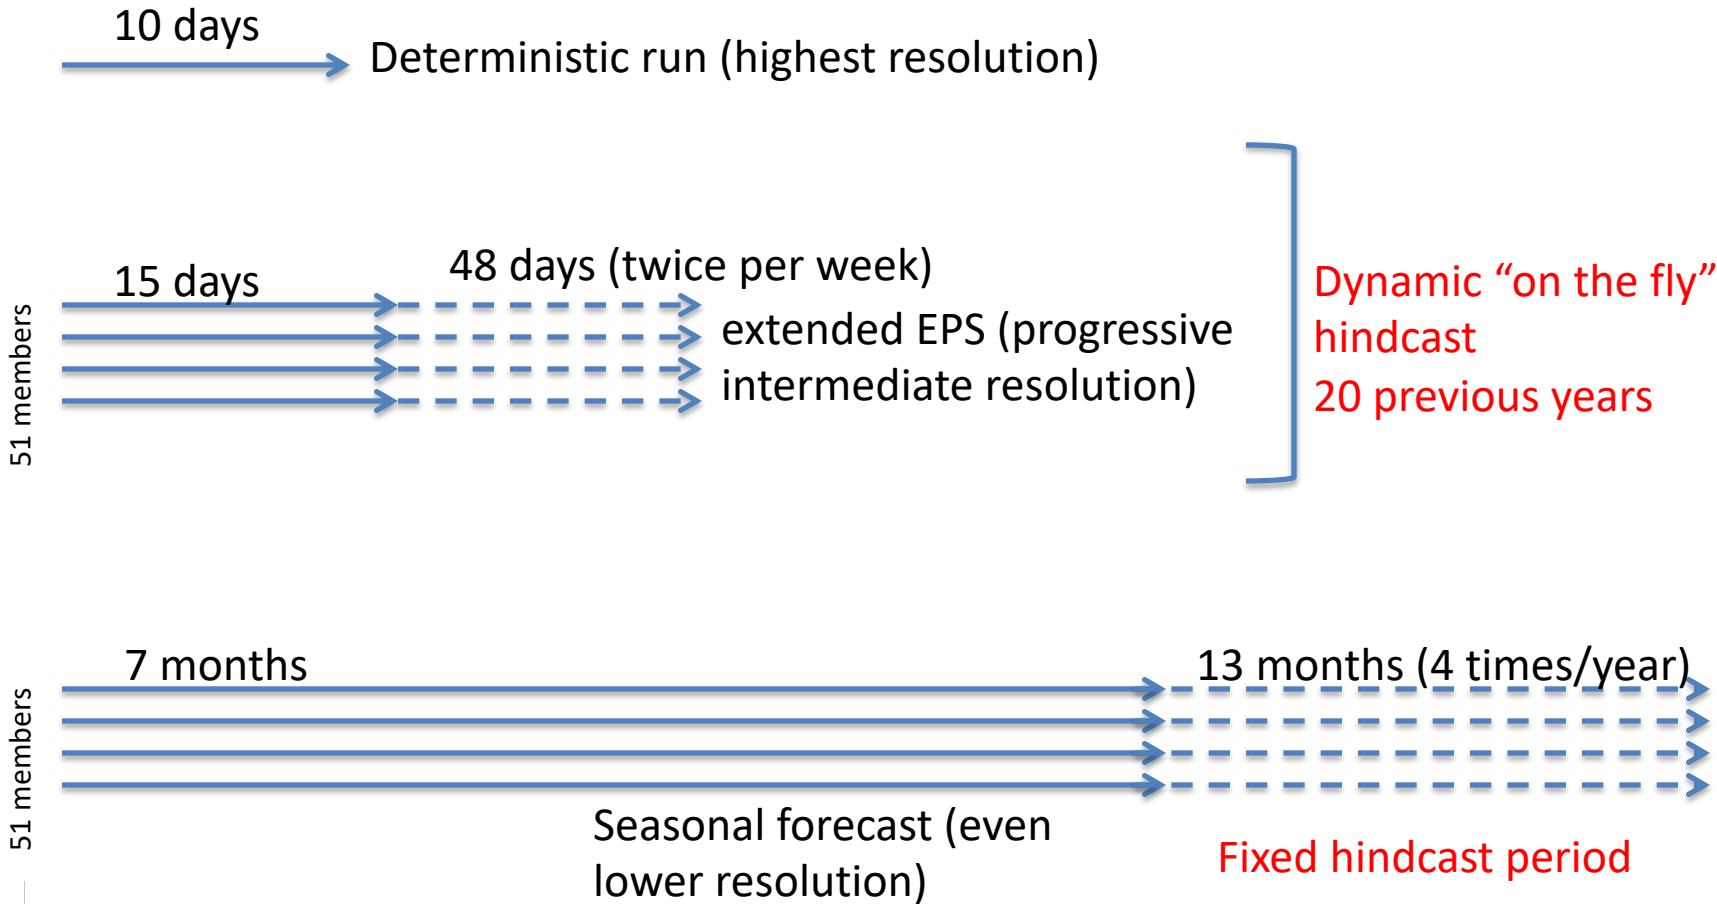 10 days
Deterministic run (highest resolution)
15 days
48 days (twice per week)
51 members
extended EPS (progressive
intermediate resolution)
Dynamic “on the fly”
hindcast
20 previous years
7 months
13 months (4 times/year)
51 members
Seasonal forecast (even
lower resolution)
Fixed hindcast period